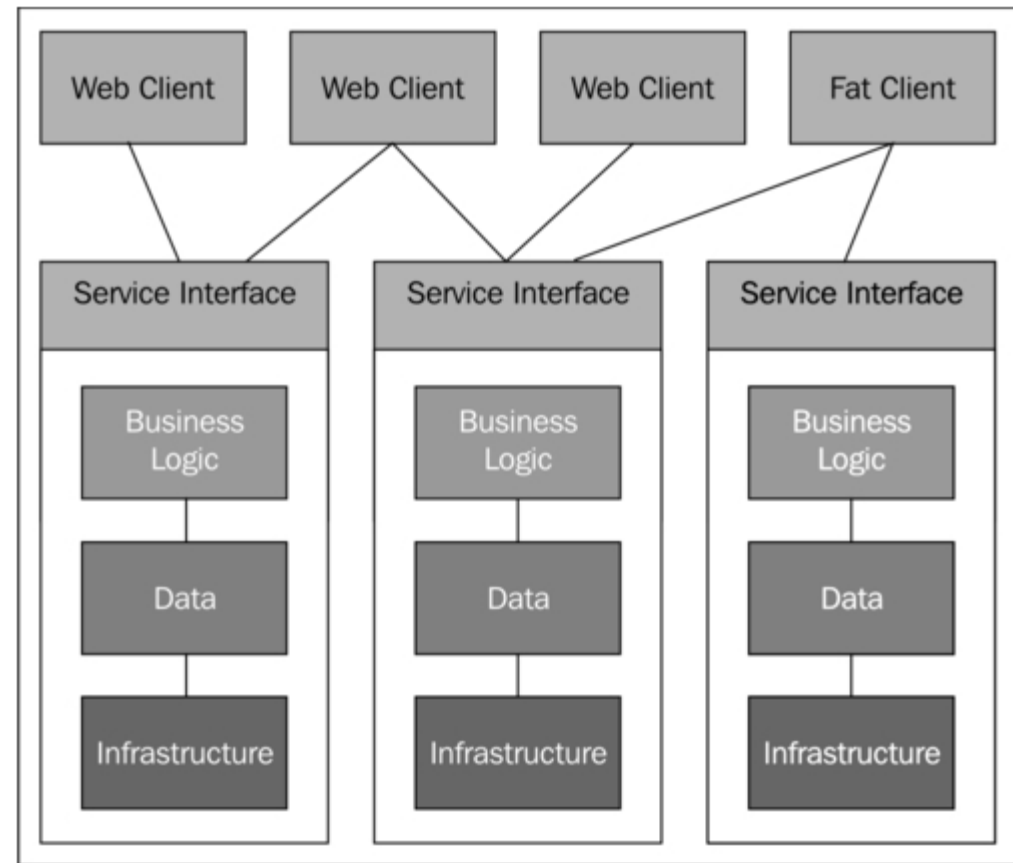 Web Client
Web Client
Web Client
Fat Client
Service Interface
Service Interface
Service Interface
Business
Logic
Business
Logic
Business
Logic
Data
Data
Data
Infrastructure
Infrastructure
Infrastructure